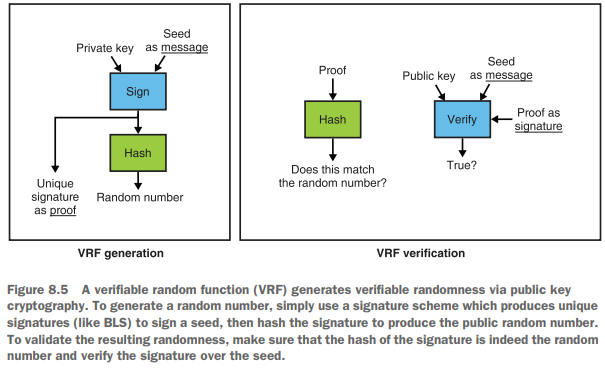 Private key
Seed
as message
Sign
Hash
Unique
signature
as proof
Random number
VRF generation
Proof
Hash
Does this match
the random number?
Public key
Seed
as message
Verify
Proof as
signature
True?
VRF verification
Figure 8.5 A verifiable random function (VRF) generates verifiable randomness via public key
cryptography. To generate a random number, simply use a signature scheme which produces unique
signatures (like BLS) to sign a seed, then hash the signature to produce the public random number.
To validate the resulting randomness, make sure that the hash of the signature is indeed the random
number and verify the signature over the seed.